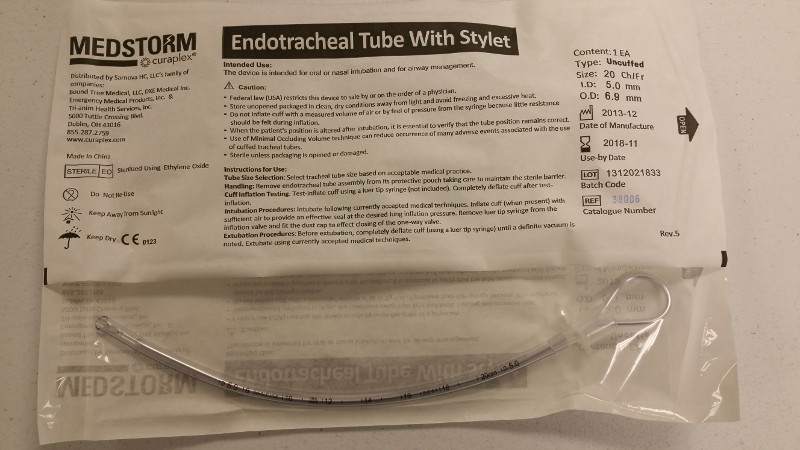 MEDSTORM
curaplex®
Distributed by Sarnova HC, LLC's family of
companies:
Bound Tree Medical, LLC, DXE Medical Inc.
Emergency Medical Products, Inc. &
Tri-anim Health Services, Inc.
5000 Tuttle Crossing Blvd.
Dublin, OH 43016
855.287.2759
www.curaplex.com
Made In China
STERILE EO Sterilized Using Ethylene Oxide
Do Not Re-Use
Keep Away from Sunlight
Keep Dry CE 0123
Endotracheal Tube With Stylet
Intended Use:
The device is intended for oral or nasal intubation and for airway management.
Caution:
• Federal law (USA) restricts this device to sale by or on the order of a physician.
• Store unopened packaged in clean, dry conditions away from light and avoid freezing and excessive heat.
• Do not inflate cuff with a measured volume of air or by feel of pressure from the syringe because little resistance
should be felt during inflation.
• When the patient's position is altered after intubation, it is essential to verify that the tube position remains correct.
• Use of Minimal Occluding Volume technique can reduce occurrence of many adverse events associated with the use
of cuffed tracheal tubes.
• Sterile unless packaging is opened or damaged.
Instructions for Use:
Tube Size Selection: Select tracheal tube size based on acceptable medical practice.
Handling: Remove endotracheal tube assembly from its protective pouch taking care to maintain the sterile barrier.
Cuff Inflation Testing: Test-inflate cuff using a luer tip syringe (not included). Completely deflate cuff after test-
inflation.
Intubation Procedures: Intubate following currently accepted medical techniques. Inflate cuff (when present) with
sufficient air to provide an effective seal at the desired lung inflation pressure. Remove luer tip syringe from the
inflation valve and fit the dust cap to effect closing of the one-way valve.
Extubation Procedures: Before extubation, completely deflate cuff (using a luer tip syringe) until a definitive vacuum is
noted. Extubate using currently accepted medical techniques.
Content: 1 EA
Type: Uncuffed
Size: 20 Ch/Fr
I.D: 5.0 mm
O.D: 6.9 mm
2013-12
Date of Manufacture
2018-11
Use-by Date
LOT 1312021833
Batch Code
REF 38006
Catalogue Number
Rev.5
OPEN